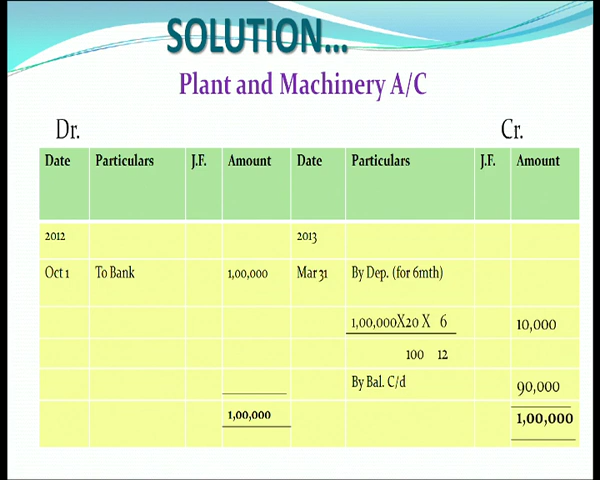 SOLUTION...
Plant and Machinery A/C
Dr. Cr.
Date Particulars J.F. Amount Date Particulars J.F. Amount
2012 2013
Oct 1 To Bank 1,00,000 Mar 31 By Dep. (for 6mth)
1,00,000X20 X 6 10,000
100 12
By Bal. C/d 90,000
1,00,000 1,00,000